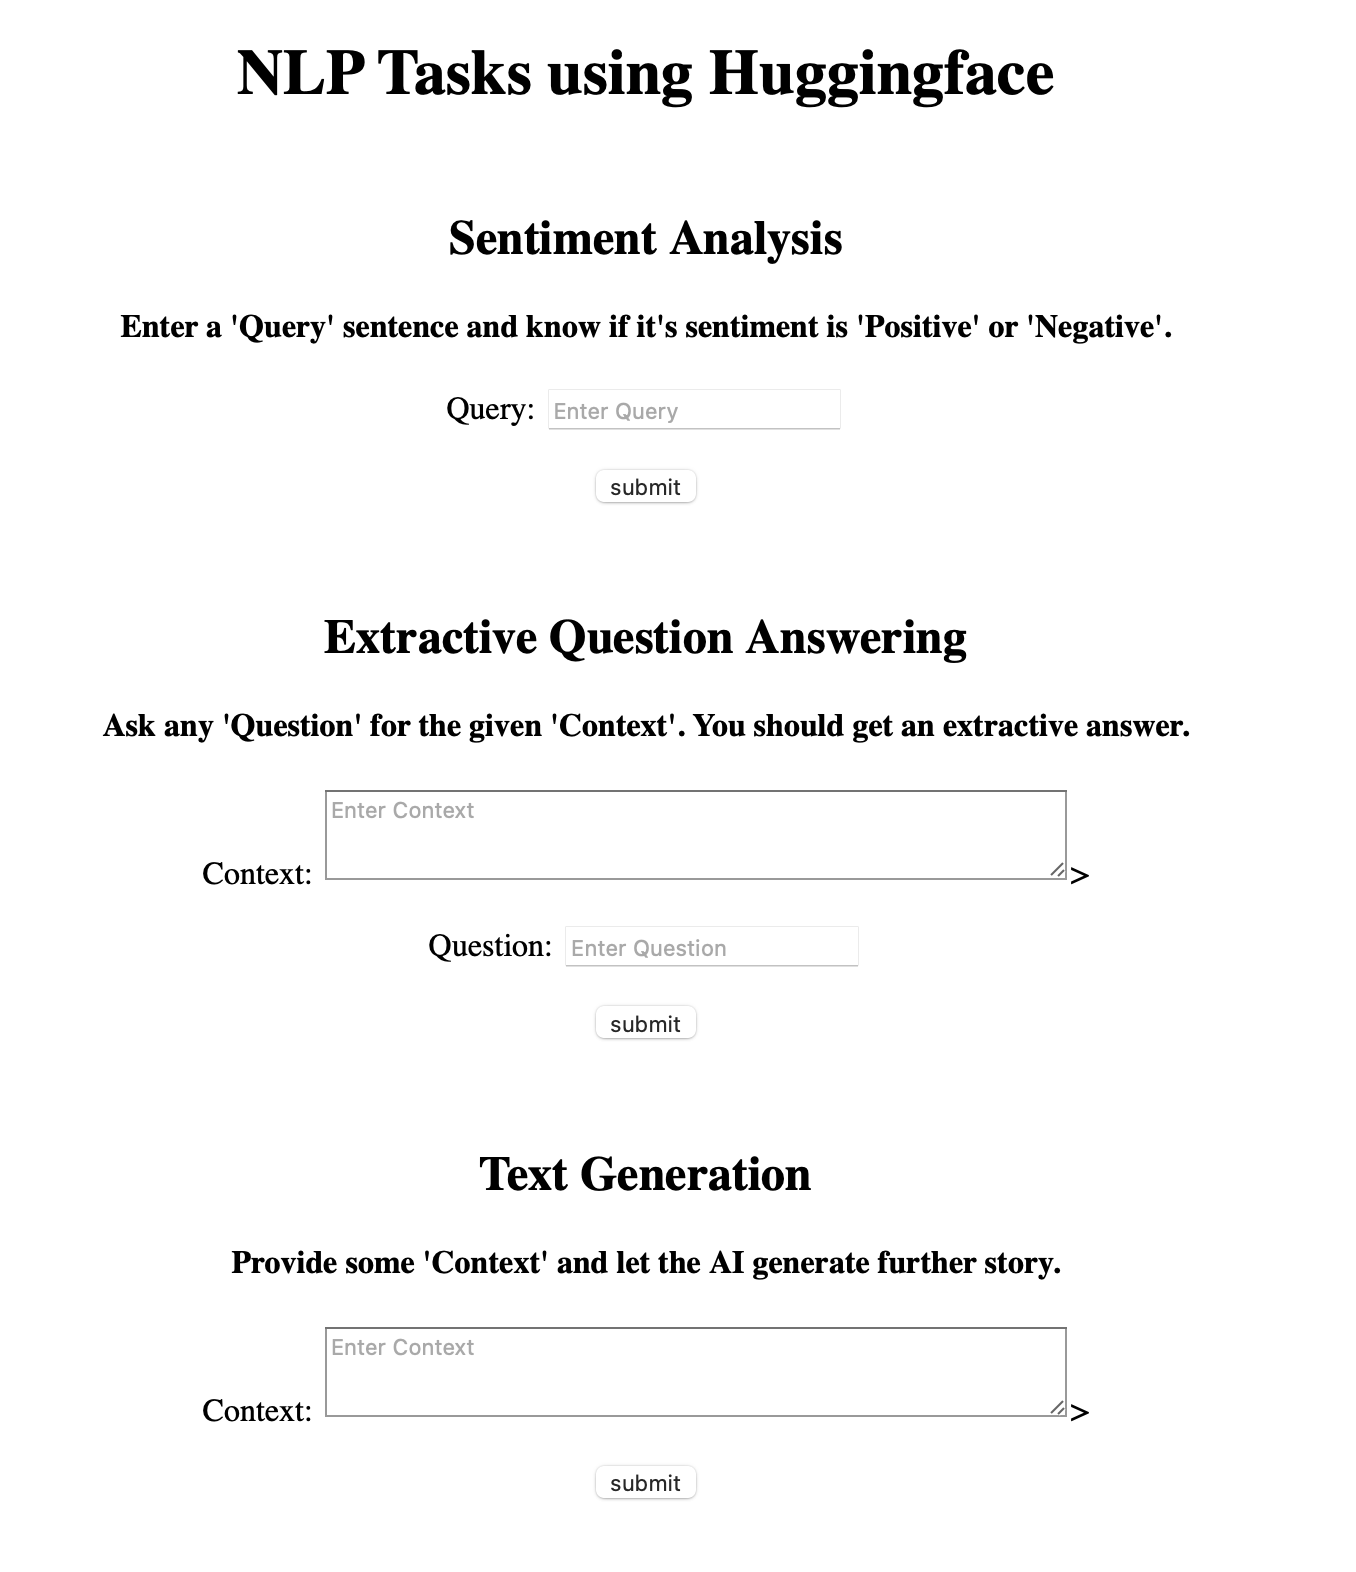 NLP Tasks using Huggingface
Sentiment Analysis
Enter a 'Query' sentence and know if it's sentiment is 'Positive' or 'Negative'.
Query: Enter Query
submit
Extractive Question Answering
Ask any 'Question' for the given 'Context'. You should get an extractive answer.
Enter Context
Context: >
Question: Enter Question
submit
Text Generation
Provide some 'Context' and let the AI generate further story.
Enter Context
Context: >
submit